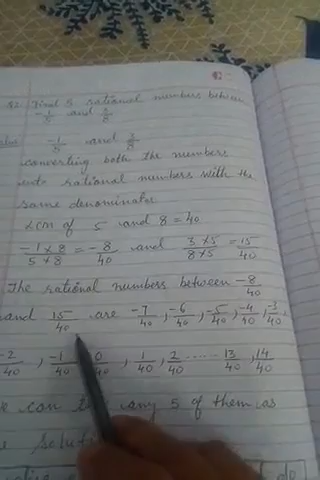 Q2 Find 5 rational numbers between
-1/5 and 3/8
-1/5 and 3/8
converting both the numbers
into rational numbers with the
same denominator
LCM of 5 and 8 = 40
-1×8/5×8 = -8/40 and 3×5/8×5 = 15/40
The rational numbers between -8/40
and 15/40 are -7/40, -6/40, -5/40, -4/40, -3/40,
-2/40, -1/40, 0/40, 1/40, 2/40 ...... 13/40, 14/40
can any 5 of them as
solution
do